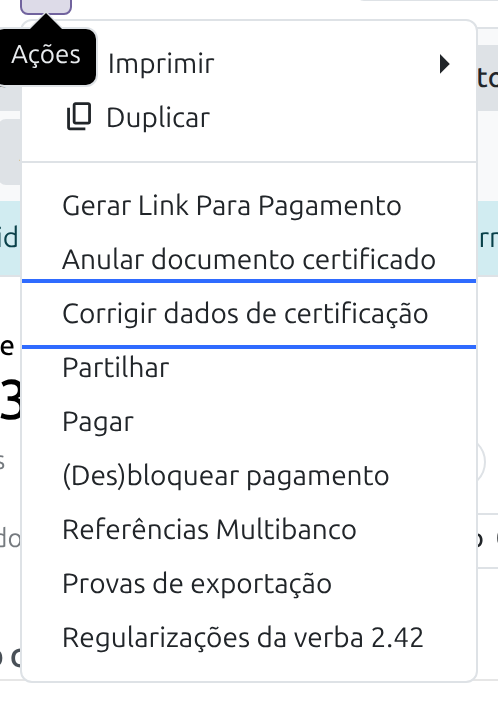 Ações
Imprimir
Duplicar
Gerar Link Para Pagamento
Anular documento certificado
Corrigir dados de certificação
Partilhar
Pagar
(Des)bloquear pagamento
Referências Multibanco
Provas de exportação
Regularizações da verba 2.42